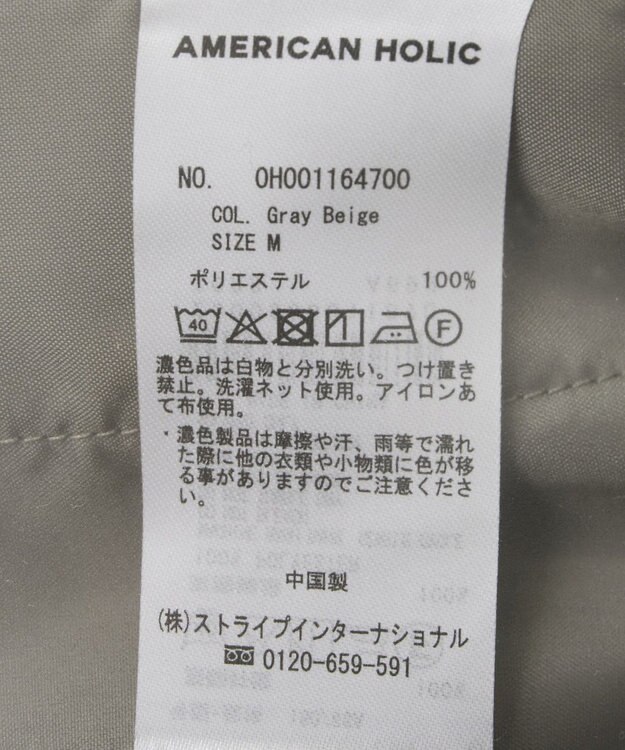 AMERICAN HOLIC
NO. OH001164700
COL. Gray Beige
SIZE M
ポリエステル 100%
40 F
濃色品は白物と分別洗い。つけ置き
禁止。洗濯ネット使用。アイロンあ
て布使用。
・濃色製品は摩擦や汗、雨等で濡れ
た際に他の衣類や小物類に色が移
る事がありますのでご注意くださ
い。
中国製
(株)ストライプインターナショナル
0120-659-591